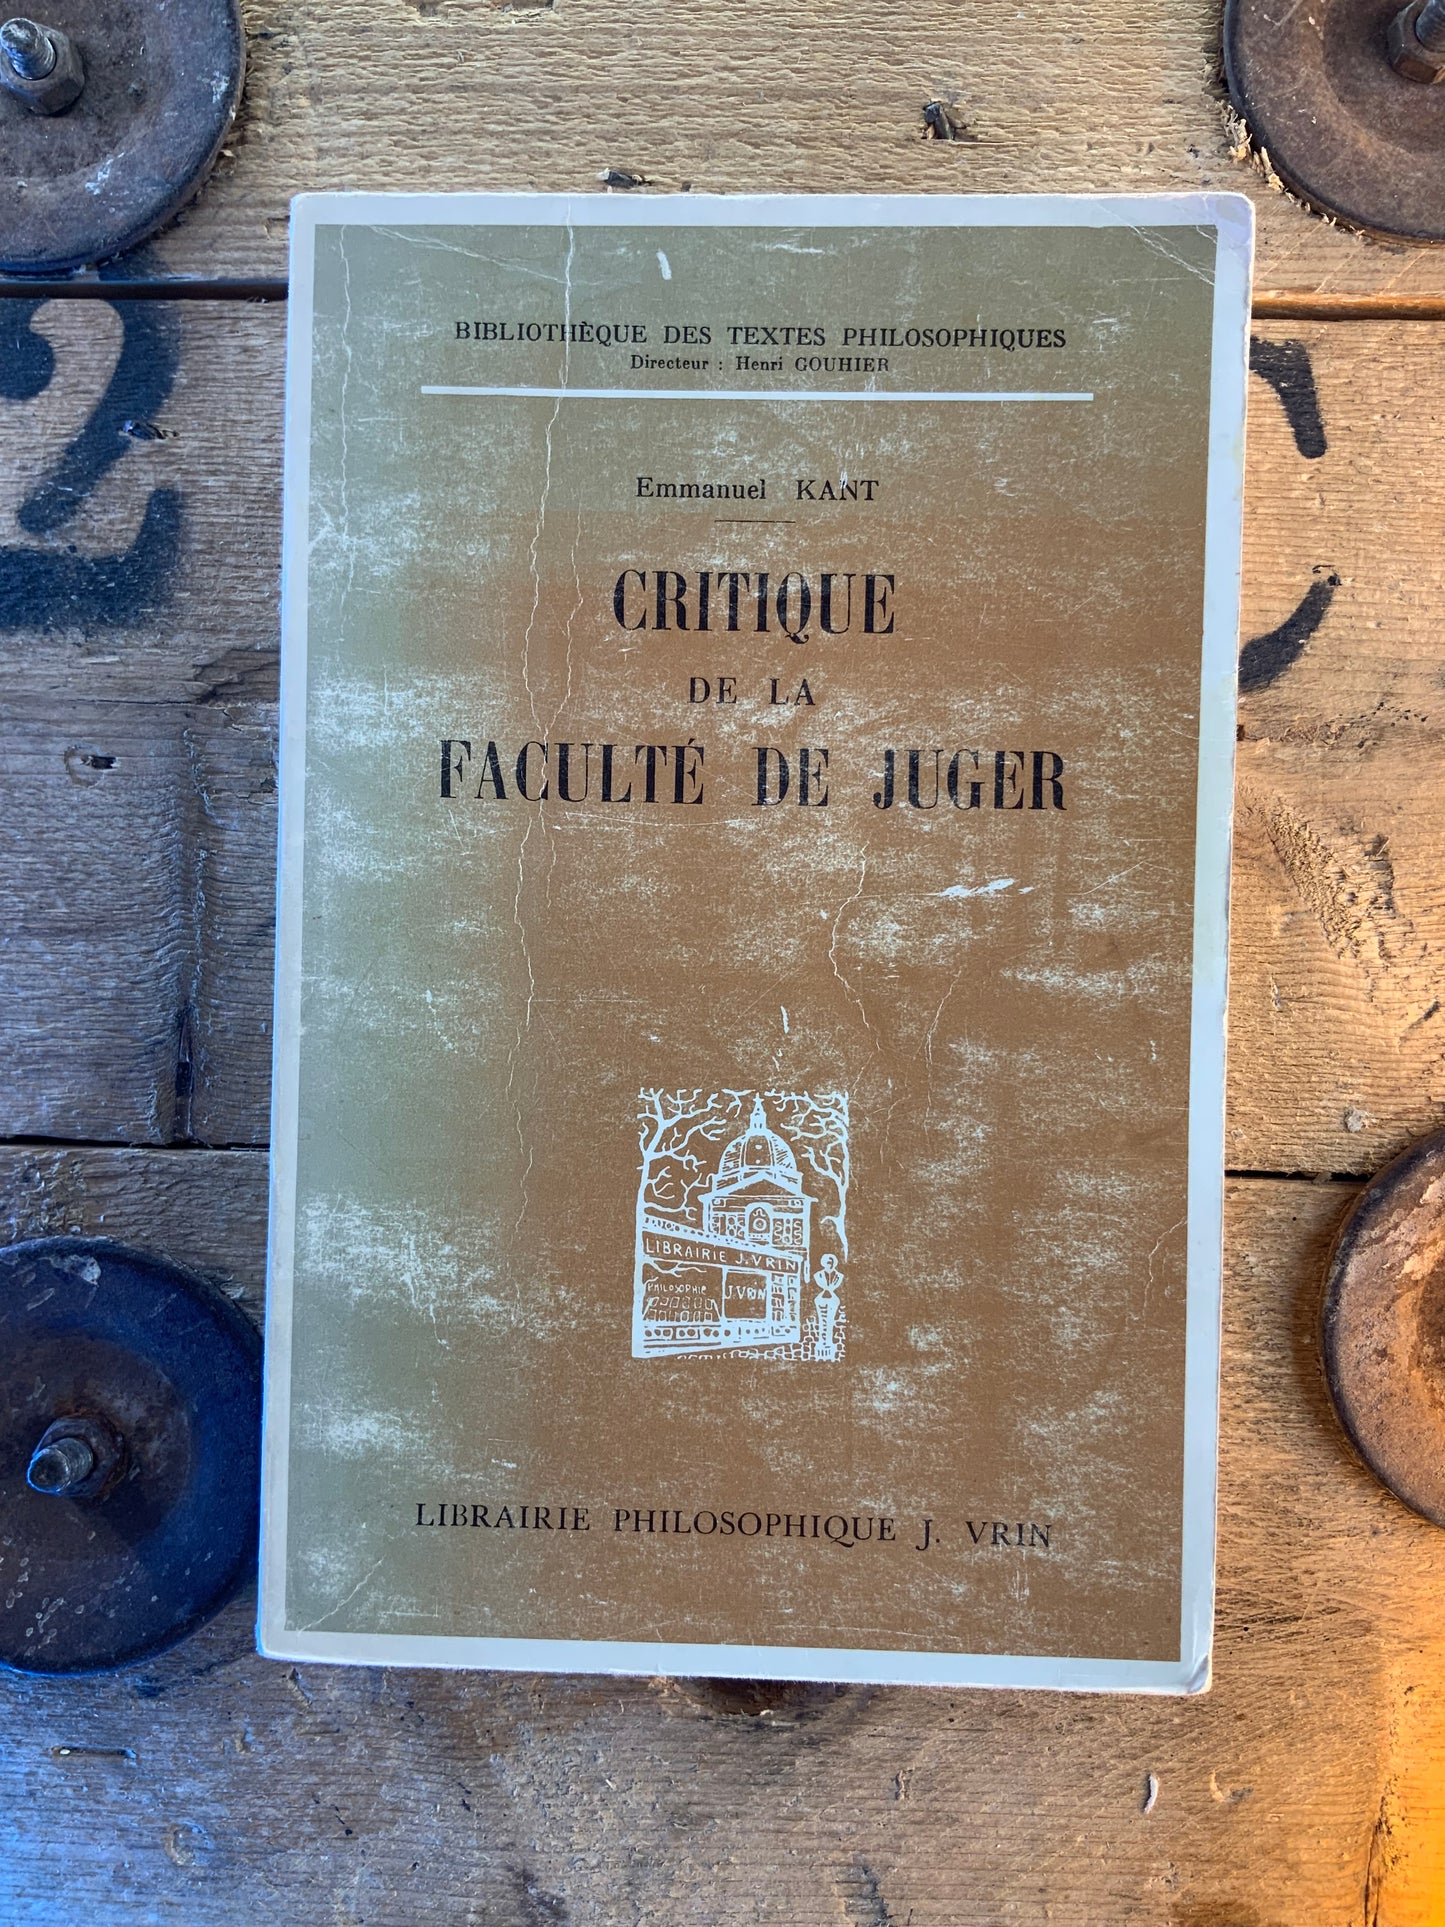 2
BIBLIOTHÈQUE DES TEXTES PHILOSOPHIQUES
Directeur : Henri GOUHIER
Emmanuel KANT
CRITIQUE
DE LA
FACULTÉ DE JUGER
LIBRAIRIE J. VRIN
PHILOSOPHIE
J. VRIN
LIBRAIRIE PHILOSOPHIQUE J. VRIN